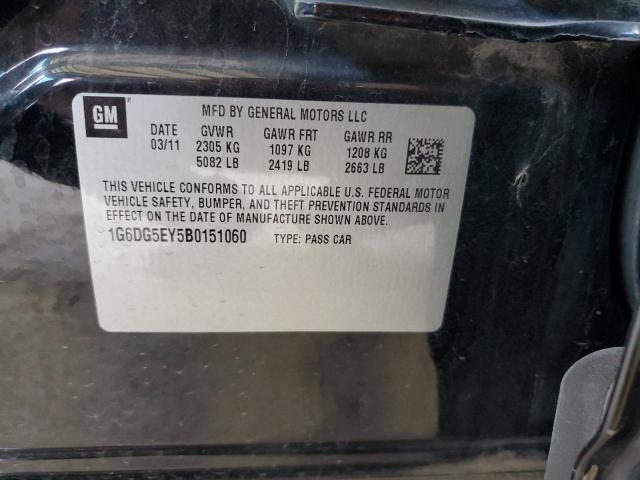 GM
MFD BY GENERAL MOTORS LLC
DATE GVWR GAWR FRT GAWR RR
03/11 2305 KG 1097 KG 1208 KG
5082 LB 2419 LB 2663 LB
THIS VEHICLE CONFORMS TO ALL APPLICABLE U.S. FEDERAL MOTOR
VEHICLE SAFETY, BUMPER, AND THEFT PREVENTION STANDARDS IN
EFFECT ON THE DATE OF MANUFACTURE SHOWN ABOVE.
1G6DG5EY5B0151060 TYPE: PASS CAR